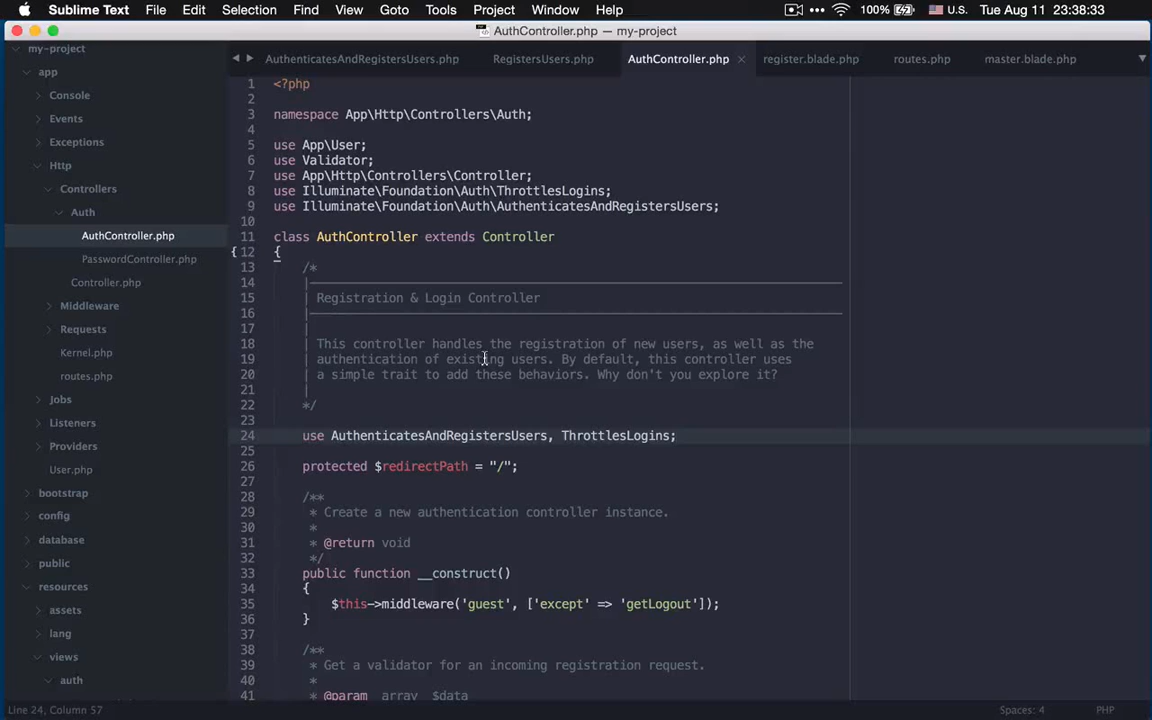 Sublime Text File Edit Selection Find View Goto Tools Project Window Help 100% U.S. Tue Aug 11 23:38:33
AuthController.php — my-project
my-project
app
Console
Events
Exceptions
Http
Controllers
Auth
AuthController.php
PasswordController.php
Controller.php
Middleware
Requests
Kernel.php
routes.php
Jobs
Listeners
Providers
User.php
bootstrap
config
database
public
resources
assets
lang
views
auth
AuthenticatesAndRegistersUsers.php RegistersUsers.php AuthController.php × register.blade.php routes.php master.blade.php
1 <?php
2
3 namespace App\Http\Controllers\Auth;
4
5 use App\User;
6 use Validator;
7 use App\Http\Controllers\Controller;
8 use Illuminate\Foundation\Auth\ThrottlesLogins;
9 use Illuminate\Foundation\Auth\AuthenticatesAndRegistersUsers;
10
11 class AuthController extends Controller
{ 12 {
13 /*
14 |--------------------------------------------------------------------------
15 | Registration & Login Controller
16 |--------------------------------------------------------------------------
17 |
18 | This controller handles the registration of new users, as well as the
19 | authentication of existing users. By default, this controller uses
20 | a simple trait to add these behaviors. Why don't you explore it?
21 |
22 */
23
24 use AuthenticatesAndRegistersUsers, ThrottlesLogins;
25
26 protected $redirectPath = "/";
27
28 /**
29 * Create a new authentication controller instance.
30 *
31 * @return void
32 */
33 public function __construct()
34 {
35 $this->middleware('guest', ['except' => 'getLogout']);
36 }
37
38 /**
39 * Get a validator for an incoming registration request.
40 *
41 * @param array $data
Line 24, Column 57 Spaces: 4 PHP